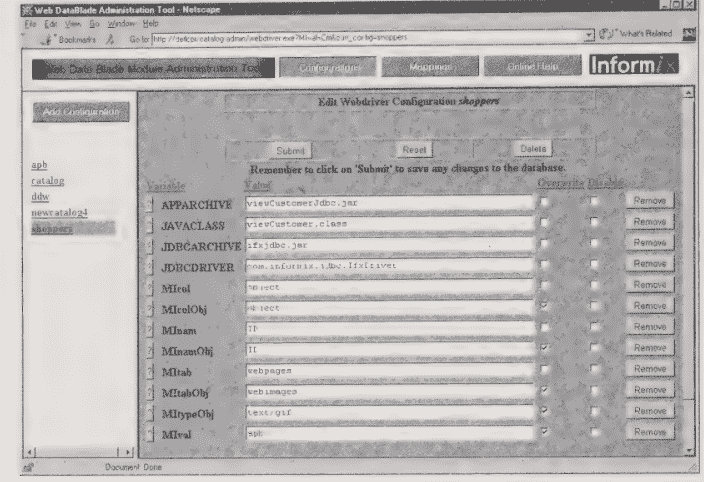 Web DataBlade Administration Tool - Netscape
File Edit View Go Window Help
Bookmarks Go to: What's Related
Web Data Blade Module Administration Tool Configurations Mappings Online Help Informix
Add Configuration
Edit Webdriver Configuration shoppers
Submit Reset Delete
Remember to click on 'Submit' to save any changes to the database.
apb
catalog
ddw
newcatalog4
shoppers
Variable Value Overwrite Disable
? APPARCHIVE viewCustomerJdbc.jar Remove
? JAVACLASS viewCustomer.class Remove
? JDBCARCHIVE ifxjdbc.jar Remove
? JDBCDRIVER com.informix.jdbc.IfxDriver Remove
? MIcol object Remove
? MIcolObj object Remove
? MInam ID Remove
? MInamObj ID Remove
? MItab webpages Remove
? MItabObj webimages Remove
? MItypeObj text/gif Remove
? MIval apb Remove
Document: Done